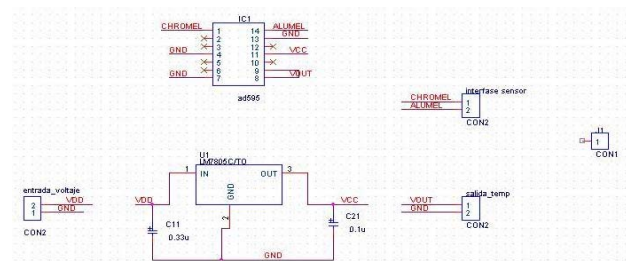 IC1
CHROMEL 1 14 ALUMEL
2 13 GND
3 12
GND 4 11 VCC
5 10
6 9
GND 7 8 VOUT
ad595
interfase sensor
CHROMEL 1
ALUMEL 2
CON2
J1
1
CON1
U1
LM7805C/TO
1 IN OUT 3
GND
2
entrada_voltaje
2 VDD
1 GND
CON2
VDD
VCC
C11
0.33u
C21
0.1u
GND
salida_temp
VOUT 1
GND 2
CON2